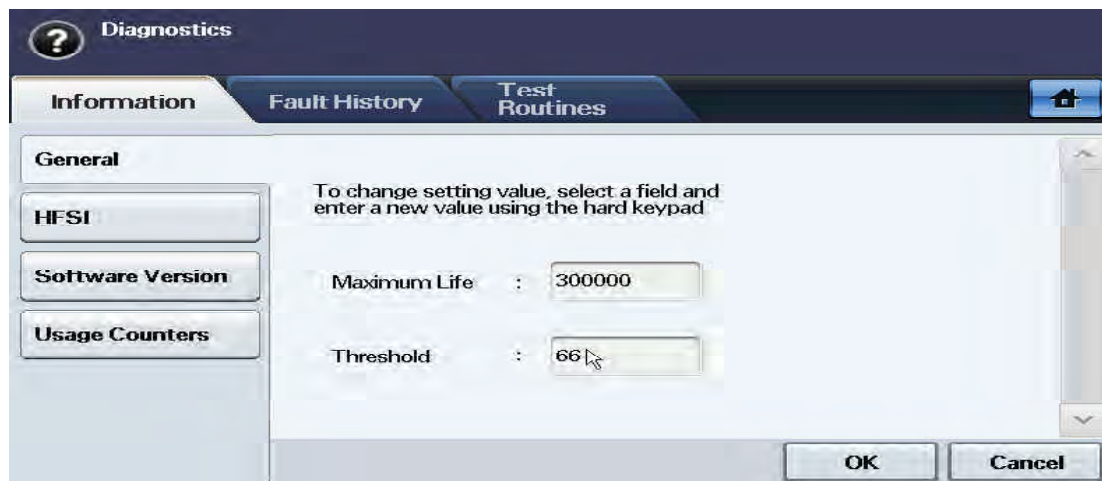 Diagnostics
Information
Fault History
Test
Routines
General
HFSI
Software Version
Usage Counters
To change setting value, select a field and
enter a new value using the hard keypad
Maximum Life : 300000
Threshold : 66
OK
Cancel